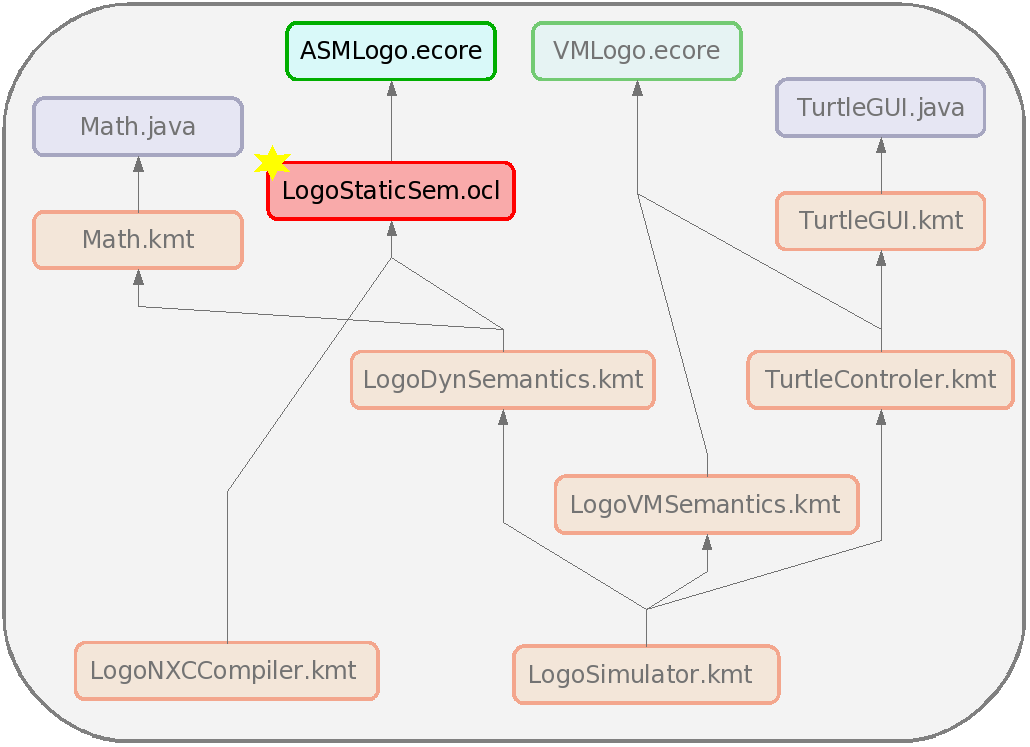 ASMLogo.ecore
VMLogo.ecore
Math.java
TurtleGUI.java
LogoStaticSem.ocl
Math.kmt
TurtleGUI.kmt
LogoDynSemantics.kmt
TurtleControler.kmt
LogoVMSemantics.kmt
LogoNXCCompiler.kmt
LogoSimulator.kmt